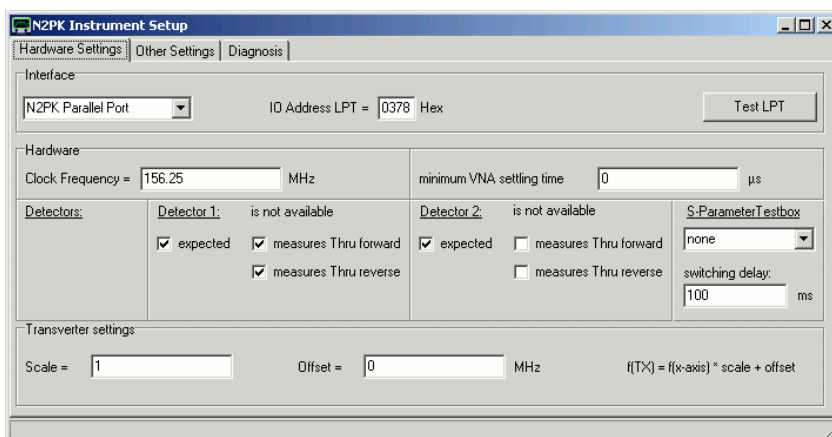 N2PK Instrument Setup
Hardware Settings Other Settings Diagnosis
Interface
N2PK Parallel Port IO Address LPT = 0378 Hex Test LPT
Hardware
Clock Frequency = 156.25 MHz minimum VNA settling time 0 µs
Detectors: Detector 1: is not available Detector 2: is not available S-ParameterTestbox
expected measures Thru forward expected measures Thru forward none
measures Thru reverse measures Thru reverse switching delay:
100 ms
Transverter settings
Scale = 1 Offset = 0 MHz f(TX) = f(x-axis) * scale + offset